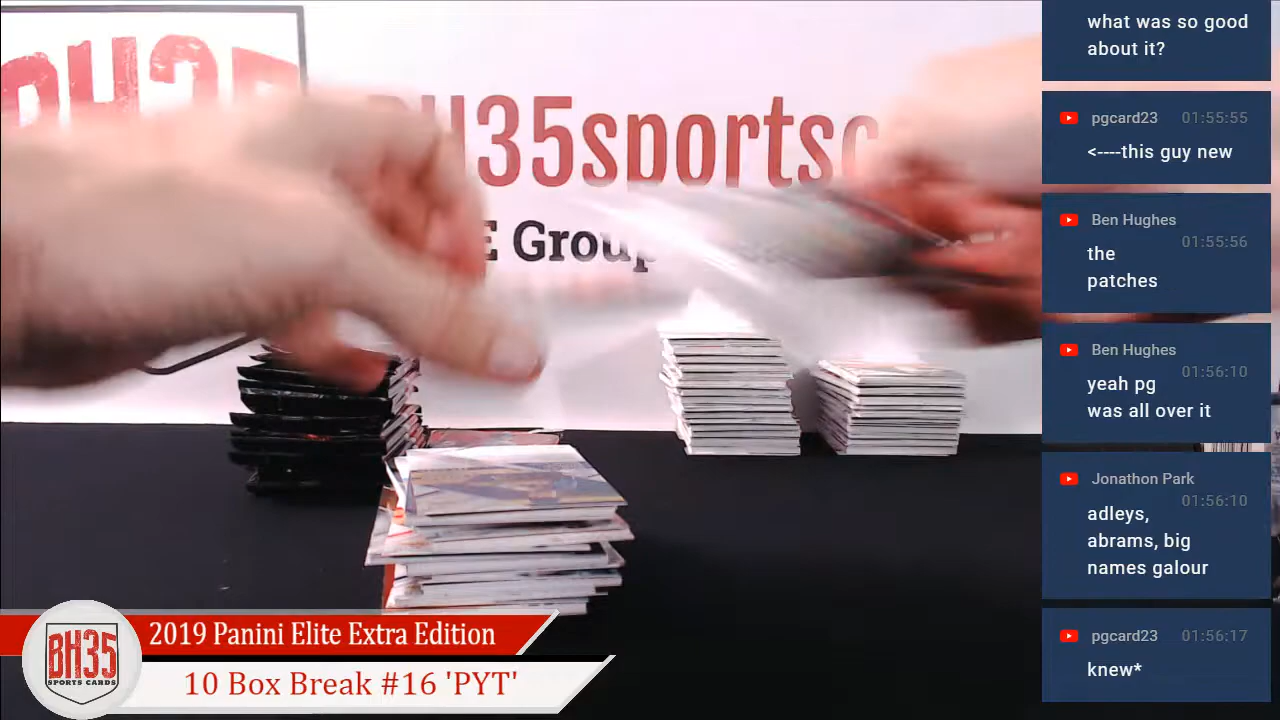 BH35
H35sportsc
E Group
what was so good
about it?
pgcard23 01:55:55
<----this guy new
Ben Hughes
01:55:56
the
patches
Ben Hughes
01:56:10
yeah pg
was all over it
Jonathon Park
01:56:10
adleys,
abrams, big
names galour
pgcard23 01:56:17
knew*
BH35
SPORTS CARDS
2019 Panini Elite Extra Edition
10 Box Break #16 'PYT'